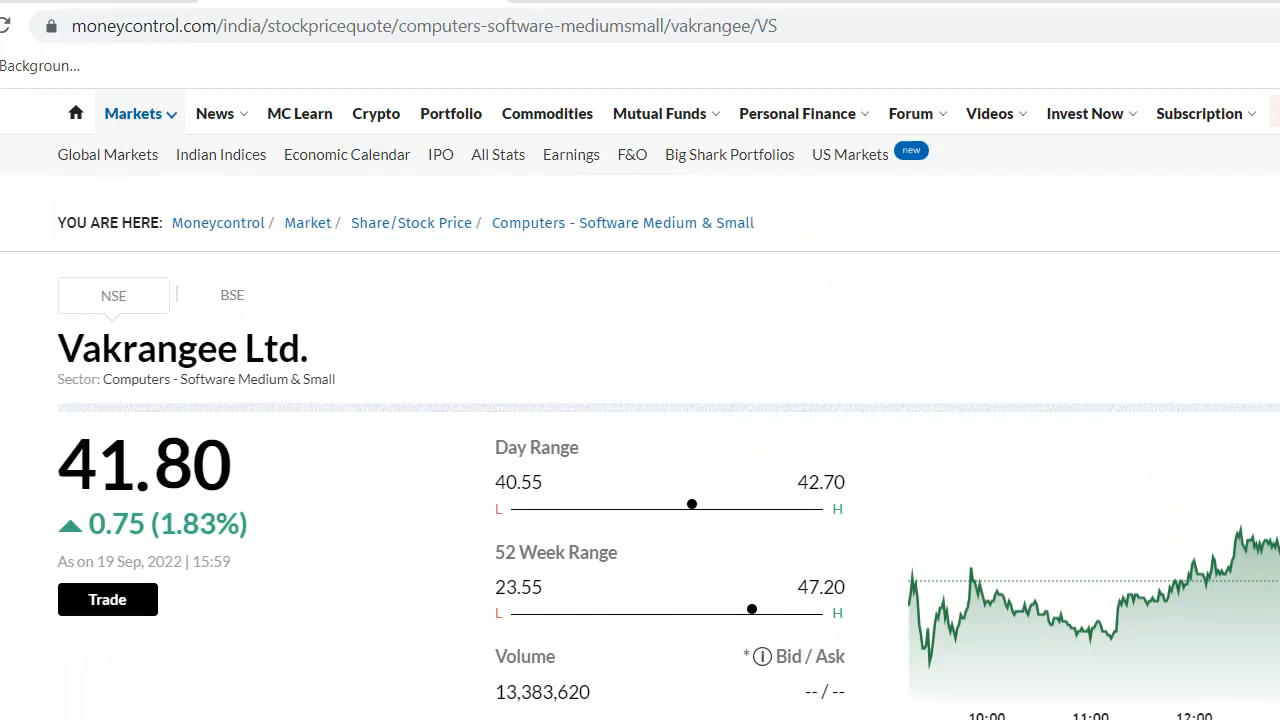 moneycontrol.com/india/stockpricequote/computers-software-mediumsmall/vakrangee/VS
Backgroun...
Markets News MC Learn Crypto Portfolio Commodities Mutual Funds Personal Finance Forum Videos Invest Now Subscription
Global Markets Indian Indices Economic Calendar IPO All Stats Earnings F&O Big Shark Portfolios US Markets new
YOU ARE HERE: Moneycontrol / Market / Share/Stock Price / Computers - Software Medium & Small
NSE | BSE
Vakrangee Ltd.
Sector: Computers - Software Medium & Small
41.80
0.75 (1.83%)
As on 19 Sep, 2022 | 15:59
Trade
Day Range
40.55 42.70
L H
52 Week Range
23.55 47.20
L H
Volume * Bid / Ask
13,383,620 -- / --
10:00 11:00 12:00